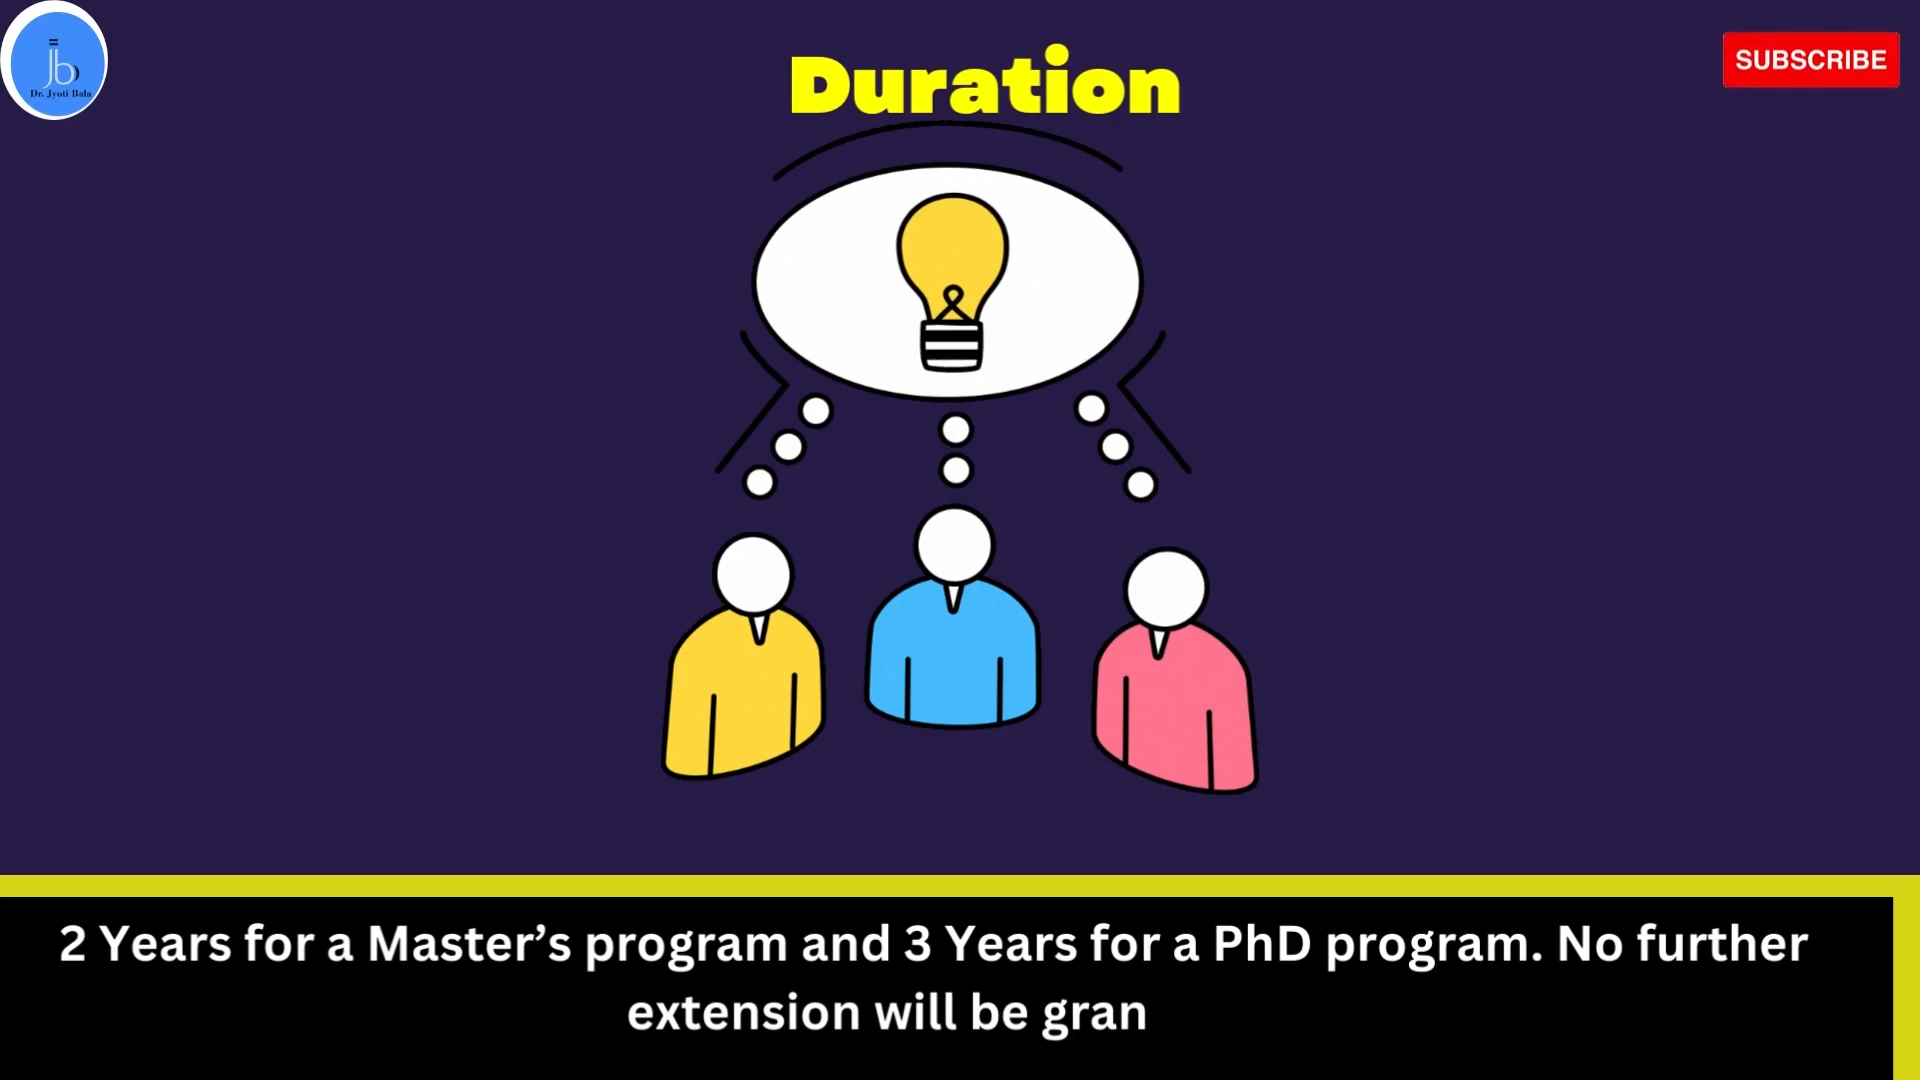 Duration
SUBSCRIBE
jb
Dr. Jyoti Bala
2 Years for a Master’s program and 3 Years for a PhD program. No further
extension will be gran